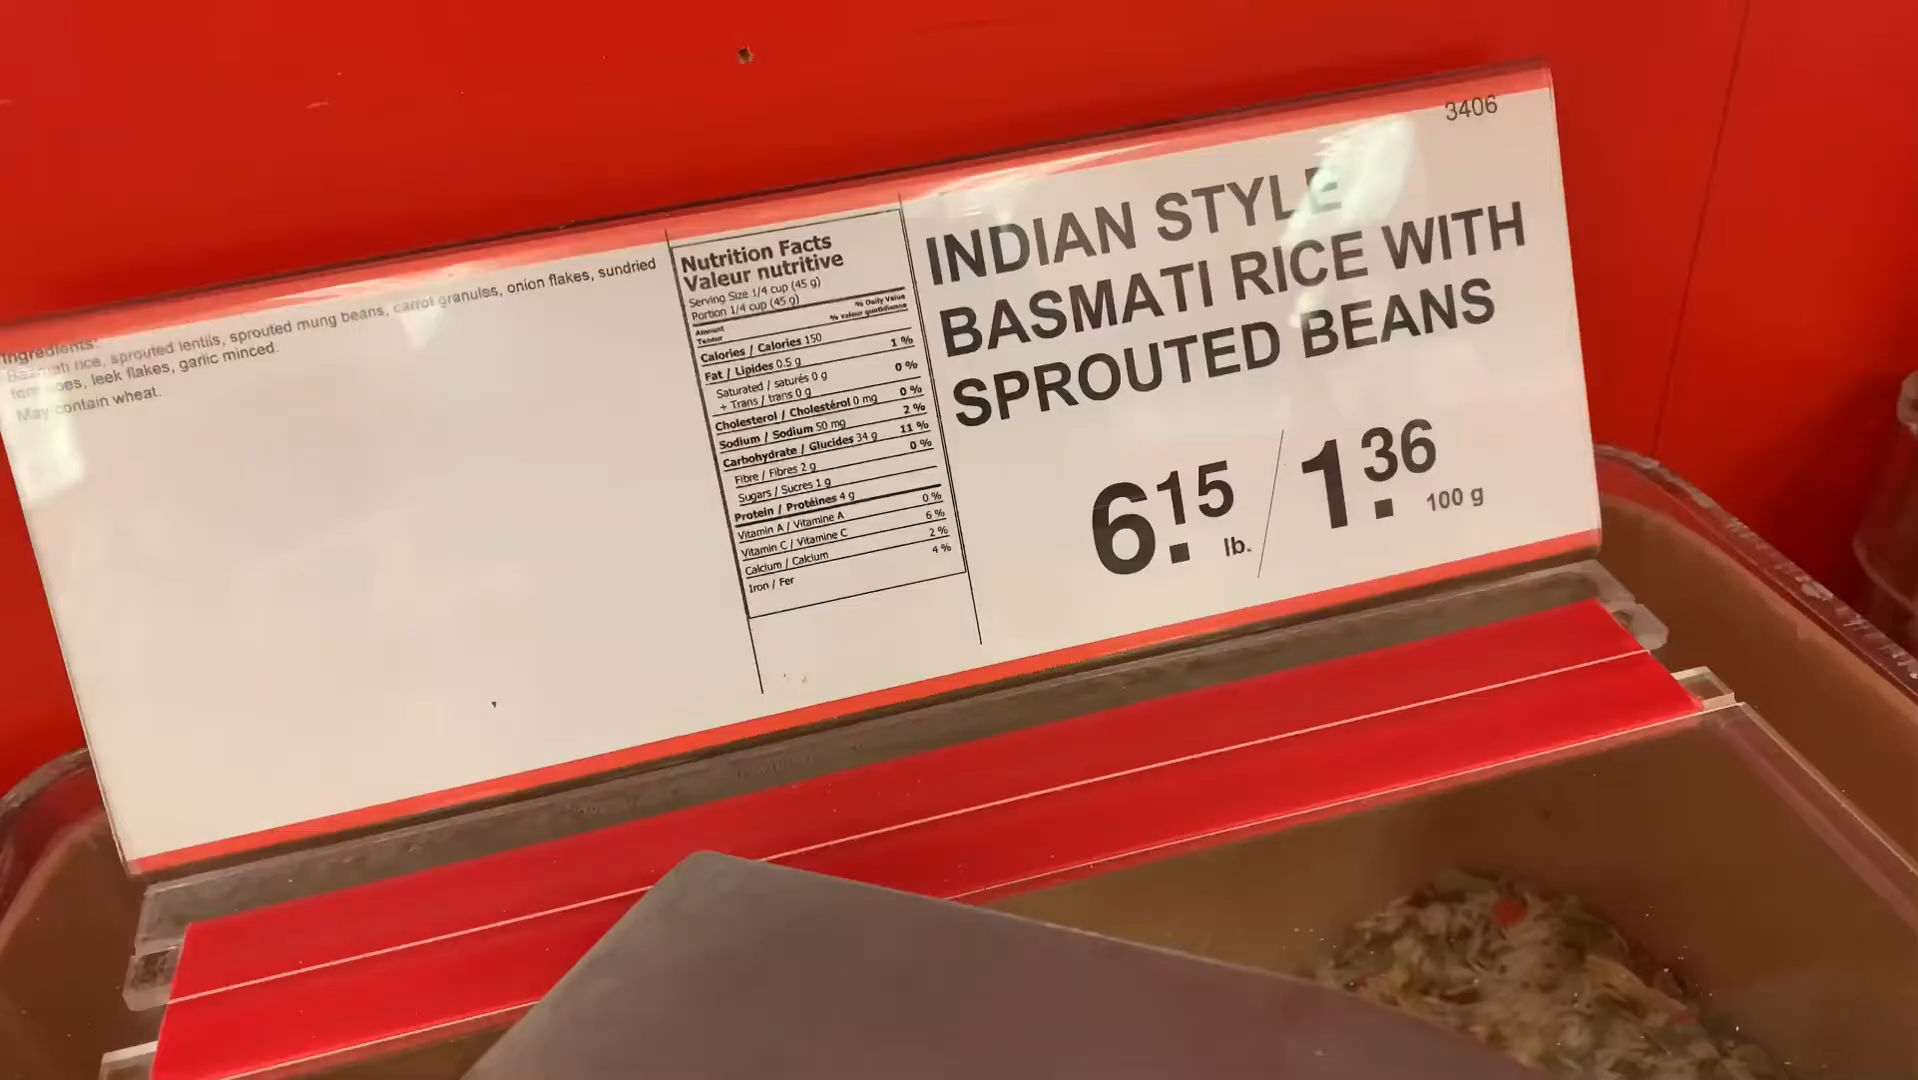 3406
INDIAN STYLE
BASMATI RICE WITH
SPROUTED BEANS
6.15 lb. / 1.36 100 g
Ingredients:
Basmati rice, sprouted lentils, sprouted mung beans, carrot granules, onion flakes, sundried
tomatoes, leek flakes, garlic minced.
May contain wheat.
Nutrition Facts
Valeur nutritive
Serving Size 1/4 cup (45 g)
Portion 1/4 cup (45 g)
Amount % Daily Value
Teneur % valeur quotidienne
Calories / Calories 150
Fat / Lipides 0.5 g 1 %
Saturated / saturés 0 g 0 %
+ Trans / trans 0 g
Cholesterol / Cholestérol 0 mg 0 %
Sodium / Sodium 50 mg 2 %
Carbohydrate / Glucides 34 g 11 %
Fibre / Fibres 2 g 0 %
Sugars / Sucres 1 g
Protein / Protéines 4 g
Vitamin A / Vitamine A 0 %
Vitamin C / Vitamine C 6 %
Calcium / Calcium 2 %
Iron / Fer 4 %